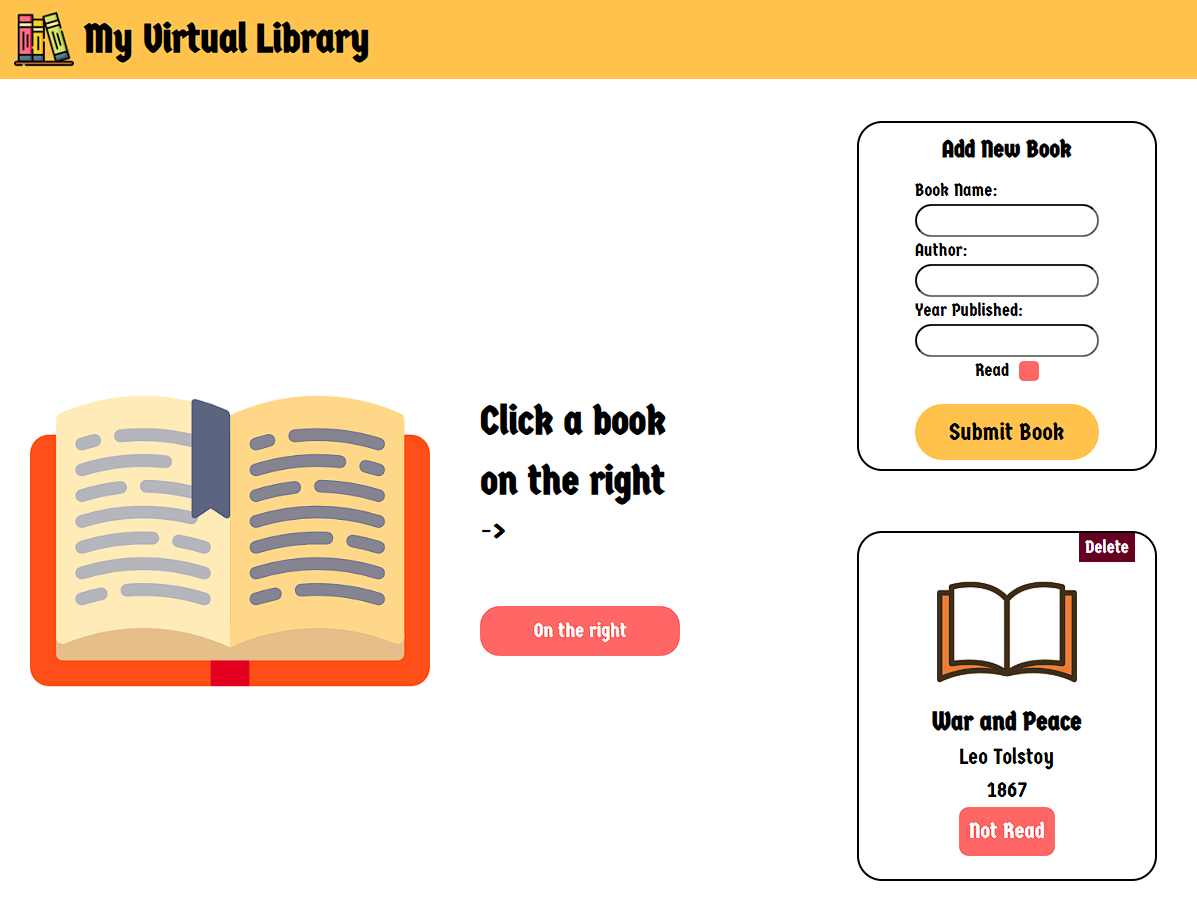 My Virtual Library
Add New Book
Book Name:
Author:
Year Published:
Read
Submit Book
Click a book
on the right
->
On the right
Delete
War and Peace
Leo Tolstoy
1867
Not Read